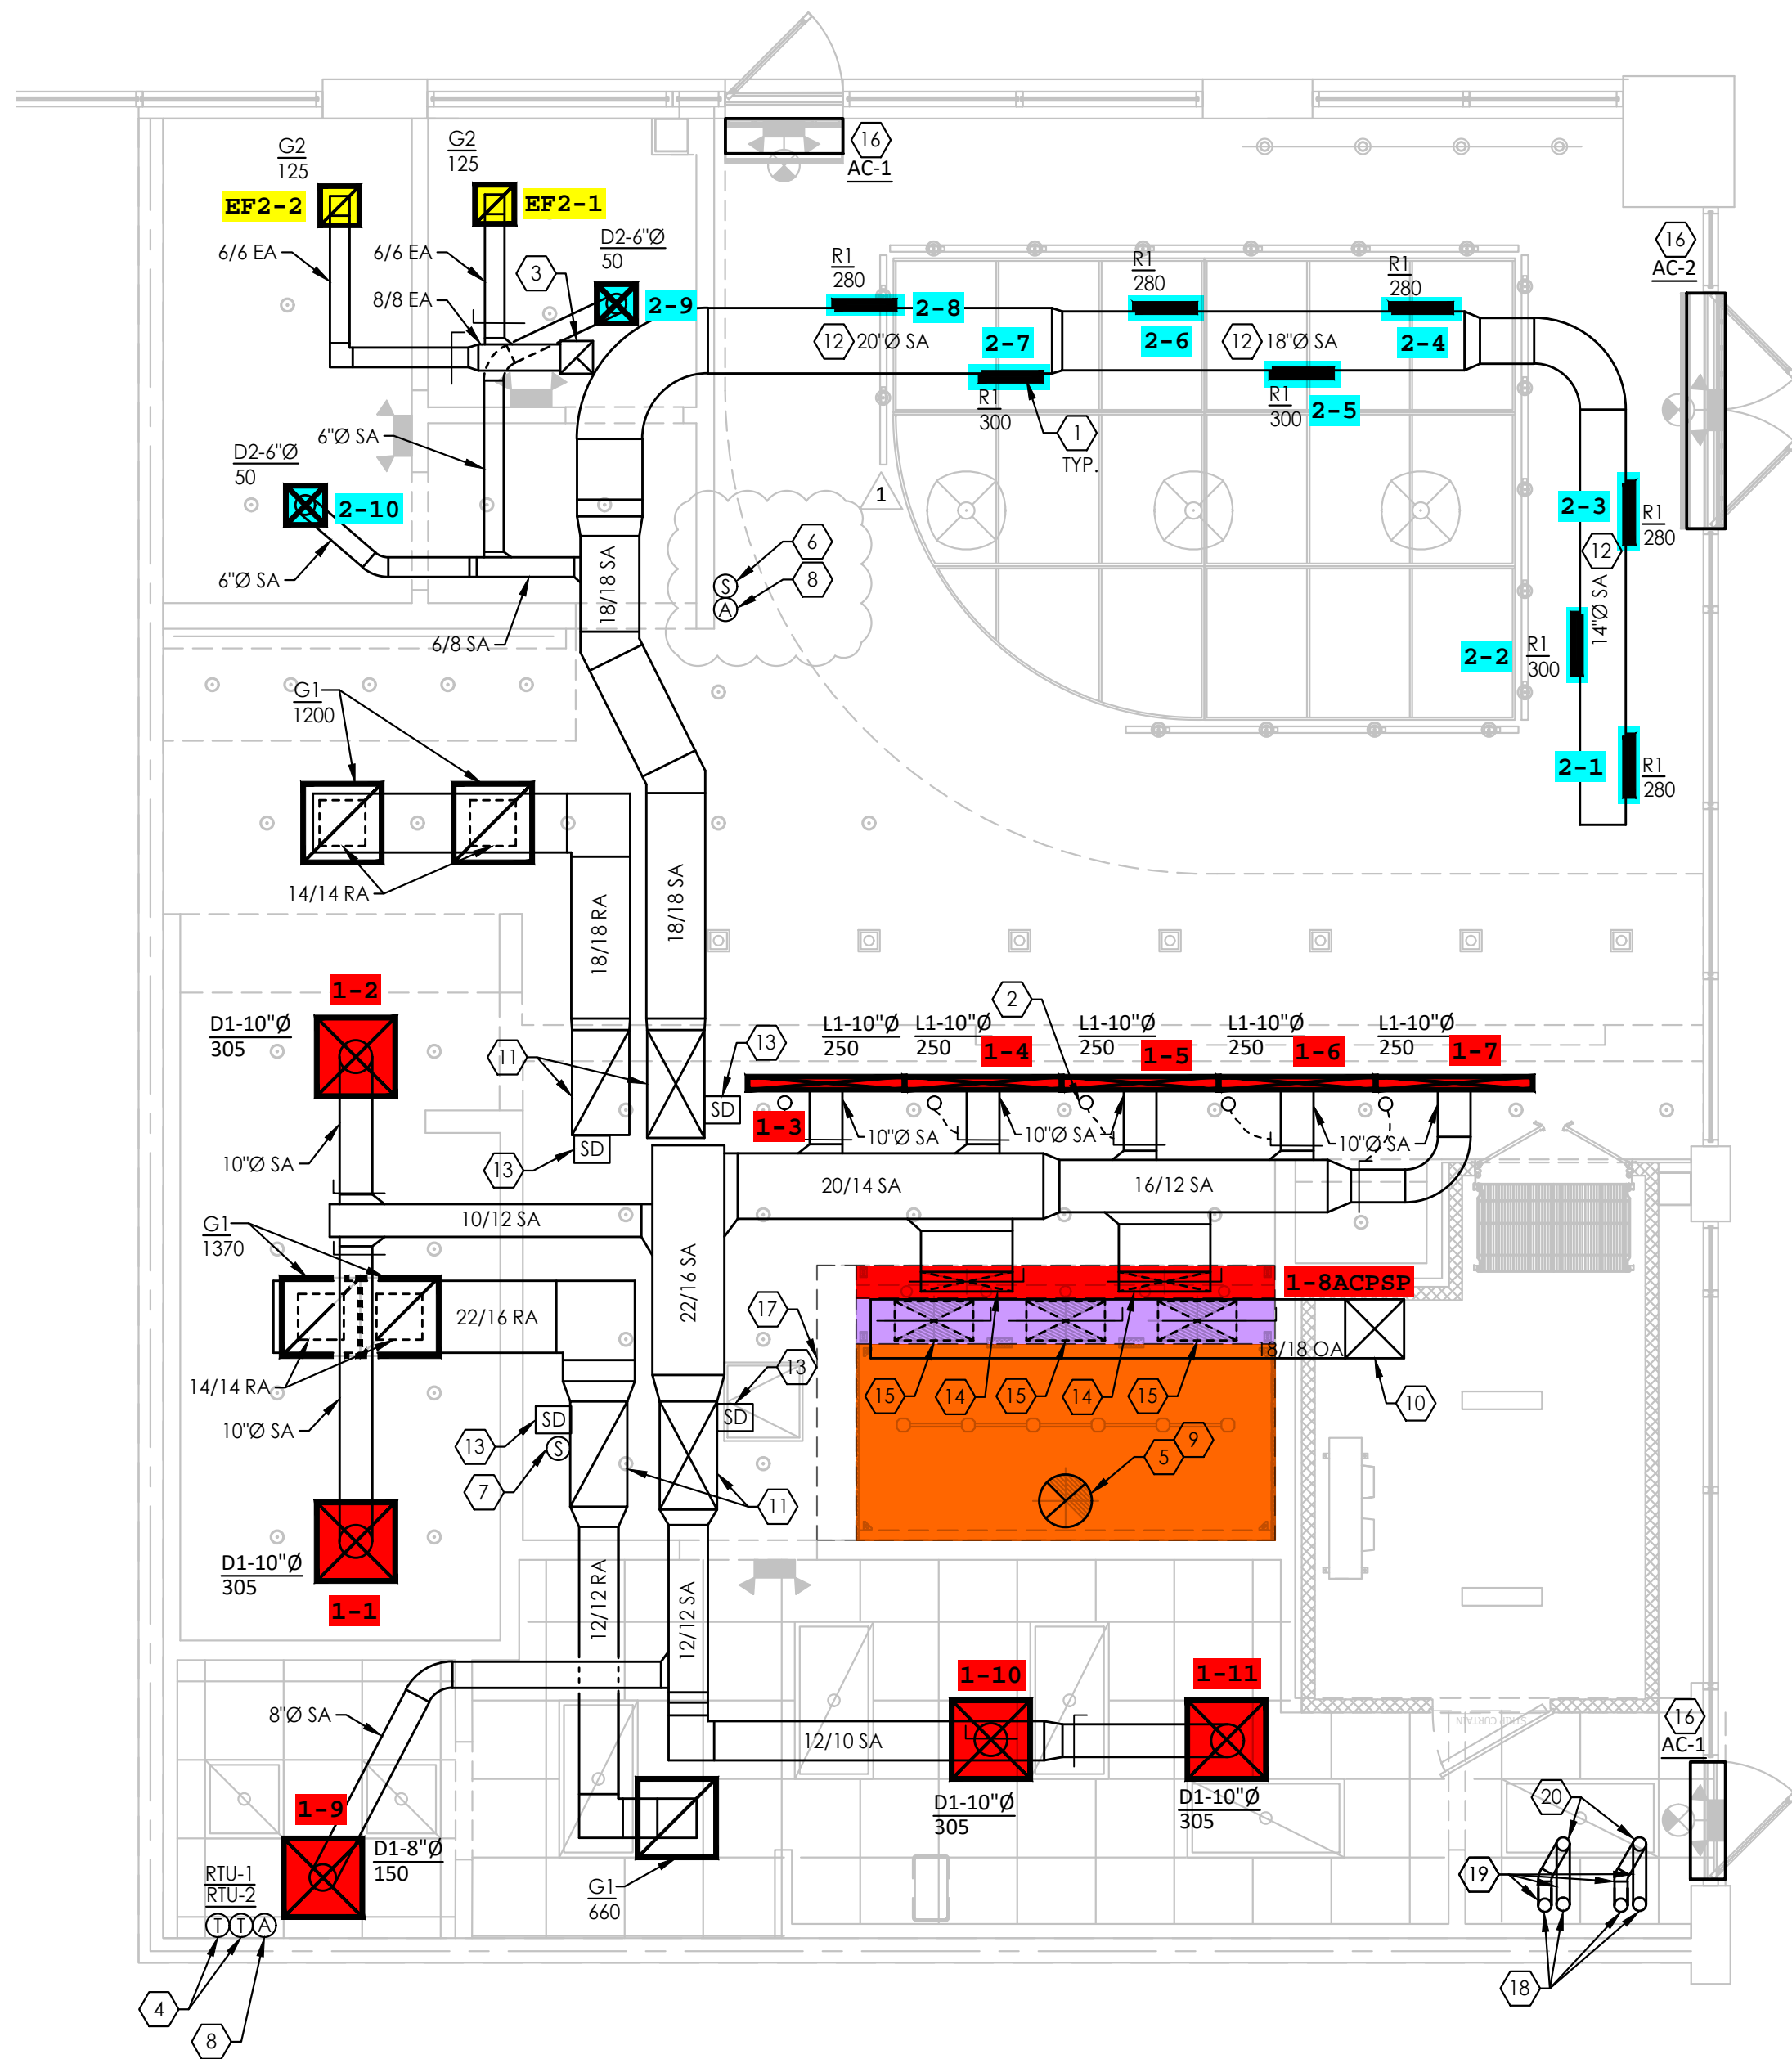 G2
125
G2
125
16
AC-1
EF2-2
EF2-1
D2-6"Ø
50
6/6 EA
6/6 EA
3
8/8 EA
2-9
R1
280
2-8
R1
280
R1
280
16
AC-2
12
20"Ø SA
2-7
2-6
12
18"Ø SA
2-4
R1
300
R1
300
2-5
1
TYP.
6"Ø SA
D2-6"Ø
50
2-10
1
2-3
R1
280
12
6"Ø SA
18/18 SA
S
6
A
8
14"Ø SA
6/8 SA
2-2
R1
300
G1
1200
2-1
R1
280
14/14 RA
18/18 RA
18/18 SA
1-2
2
D1-10"Ø
305
L1-10"Ø
250
L1-10"Ø
250
L1-10"Ø
250
L1-10"Ø
250
L1-10"Ø
250
11
13
1-4
1-5
1-6
1-7
SD
1-3
10"Ø SA
10"Ø SA
10"Ø SA
SD
13
10"Ø SA
20/14 SA
16/12 SA
10/12 SA
G1
1370
22/16 SA
1-8ACPSP
22/16 RA
17
18/18 OA
14/14 RA
13
15
14
15
14
15
10
10"Ø SA
SD
SD
13
S
7
5
9
11
D1-10"Ø
305
1-1
12/12 RA
12/12 SA
1-10
1-11
8"Ø SA
12/10 SA
STRIP CURTAIN
16
AC-1
1-9
D1-10"Ø
305
D1-10"Ø
305
20
D1-8"Ø
150
RTU-1
RTU-2
G1
660
19
T
T
A
4
8
18